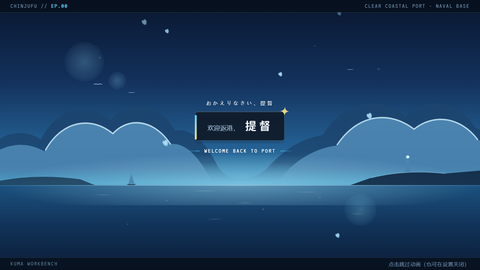 CHINJUFU // EP.00
CLEAR COASTAL PORT · NAVAL BASE
おかえりなさい、提督
欢迎返港、 提督
WELCOME BACK TO PORT
KUMA WORKBENCH
点击跳过动画（也可在设置关闭）